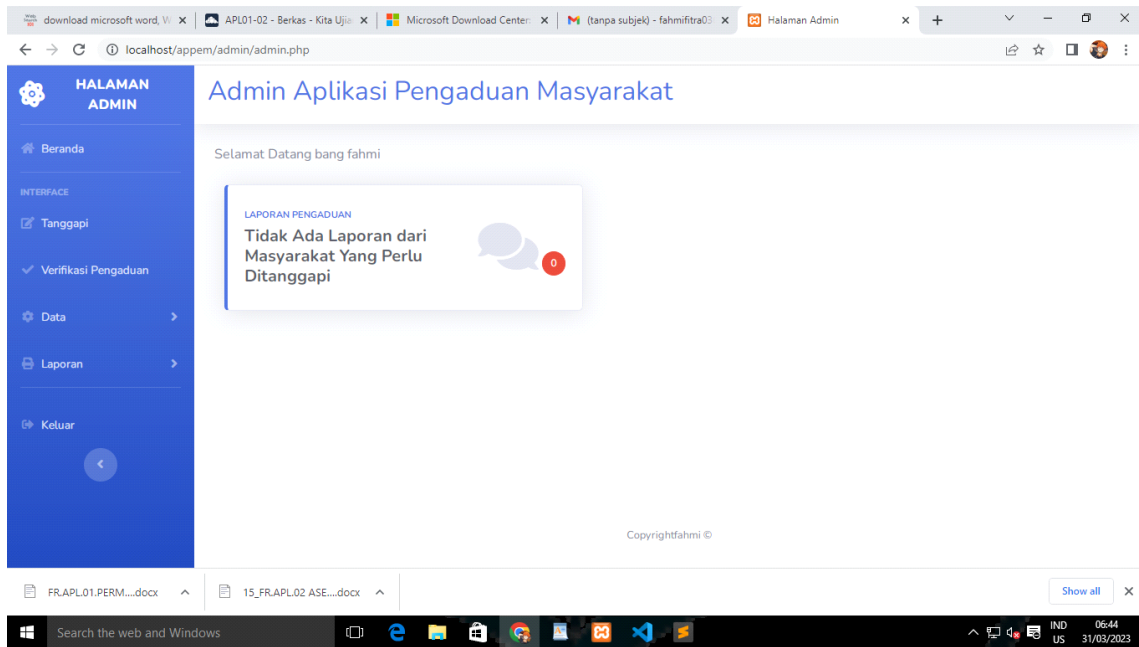 download microsoft word, W
APL01-02 - Berkas - Kita Ujia
Microsoft Download Center:
(tanpa subjek) - fahmifitra03
Halaman Admin
localhost/appem/admin/admin.php
HALAMAN
ADMIN
Admin Aplikasi Pengaduan Masyarakat
Beranda
Selamat Datang bang fahmi
INTERFACE
Tanggapi
Verifikasi Pengaduan
Data
Laporan
Keluar
LAPORAN PENGADUAN
Tidak Ada Laporan dari
Masyarakat Yang Perlu
Ditanggapi
0
Copyrightfahmi ©
FR.APL.01.PERM....docx
15_FR.APL.02 ASE....docx
Show all
Search the web and Windows
IND
US
06:44
31/03/2023